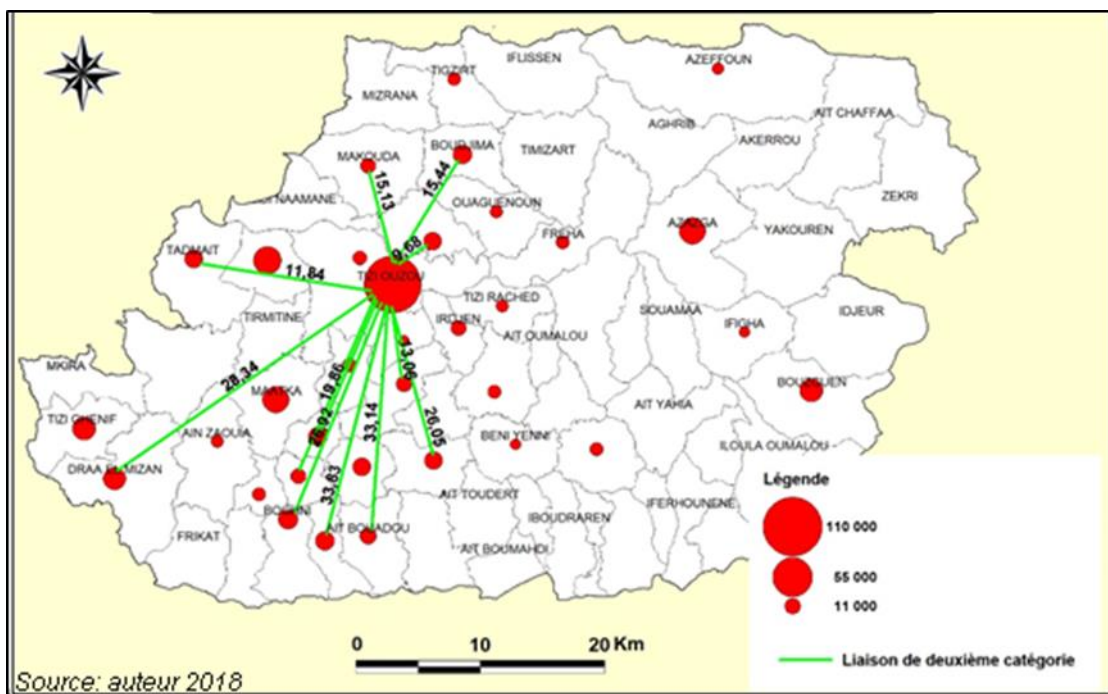 IFLISSEN
AZEFFOUN
TIGZIRT
MIZRANA
AIT CHAFFAA
AGHRIB
AKERROU
BOUDJIMA
TIMIZART
MAKOUDA
15,13
15,44
ZEKRI
NAAMANE
OUAGUENOUN
AZAZGA
YAKOUREN
FREHA
TADMAIT
9,68
11,84
TIZI OUZOU
TIZI RACHED
SOUAMAA
IDJEUR
TIRMITINE
IRDJEN
AIT OUMALOU
IFIGHA
MKIRA
28,34
19,86
13,06
MAATKA
BOUZGUEN
AIT YAHIA
TIZI GHENIF
33,14
26,05
AIN ZAOUIA
BENI YENNI
ILOULA OUMALOU
DRAA EL MIZAN
33,63
AIT TOUDERT
IFERHOUNENE
BOGHNI
AIT BOUADOU
IBOUDRAREN
FRIKAT
AIT BOUMAHDI
Légende
110 000
55 000
11 000
Liaison de deuxième catégorie
0 10 20 Km
Source: auteur 2018